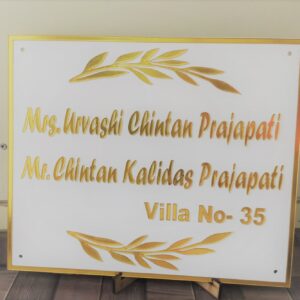 Mrs. Urvashi Chintan Prajapati
Mr. Chintan Kalidas Prajapati
Villa No- 35